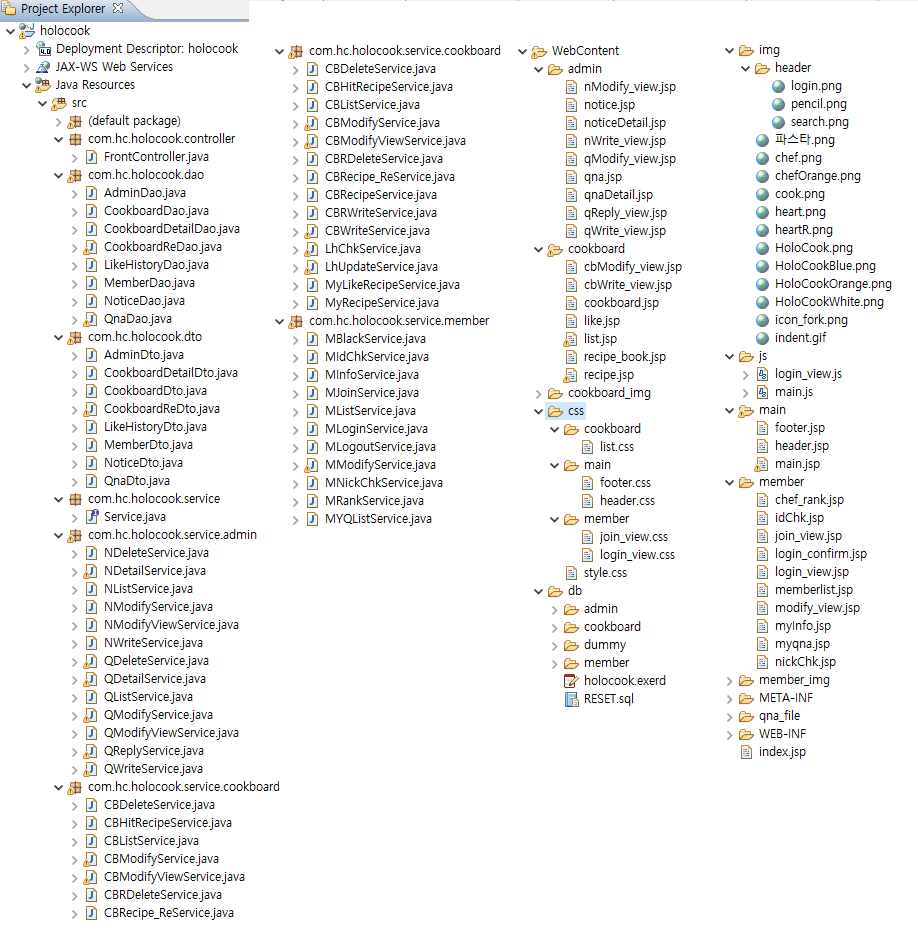 Project Explorer
holocook
Deployment Descriptor: holocook
JAX-WS Web Services
Java Resources
src
(default package)
com.hc.holocook.controller
FrontController.java
com.hc.holocook.dao
AdminDao.java
CookboardDao.java
CookboardDetailDao.java
CookboardReDao.java
LikeHistoryDao.java
MemberDao.java
NoticeDao.java
QnaDao.java
com.hc.holocook.dto
AdminDto.java
CookboardDetailDto.java
CookboardDto.java
CookboardReDto.java
LikeHistoryDto.java
MemberDto.java
NoticeDto.java
QnaDto.java
com.hc.holocook.service
Service.java
com.hc.holocook.service.admin
NDeleteService.java
NDetailService.java
NListService.java
NModifyService.java
NModifyViewService.java
NWriteService.java
QDeleteService.java
QDetailService.java
QListService.java
QModifyService.java
QModifyViewService.java
QReplyService.java
QWriteService.java
com.hc.holocook.service.cookboard
CBDeleteService.java
CBHitRecipeService.java
CBListService.java
CBModifyService.java
CBModifyViewService.java
CBRDeleteService.java
CBRecipe_ReService.java
com.hc.holocook.service.cookboard
CBDeleteService.java
CBHitRecipeService.java
CBListService.java
CBModifyService.java
CBModifyViewService.java
CBRDeleteService.java
CBRecipe_ReService.java
CBRecipeService.java
CBRWriteService.java
CBWriteService.java
LhChkService.java
LhUpdateService.java
MyLikeRecipeService.java
MyRecipeService.java
com.hc.holocook.service.member
MBlackService.java
MIdChkService.java
MInfoService.java
MJoinService.java
MListService.java
MLoginService.java
MLogoutService.java
MModifyService.java
MNickChkService.java
MRankService.java
MYQListService.java
WebContent
admin
nModify_view.jsp
notice.jsp
noticeDetail.jsp
nWrite_view.jsp
qModify_view.jsp
qna.jsp
qnaDetail.jsp
qReply_view.jsp
qWrite_view.jsp
cookboard
cbModify_view.jsp
cbWrite_view.jsp
cookboard.jsp
like.jsp
list.jsp
recipe_book.jsp
recipe.jsp
cookboard_img
css
cookboard
list.css
main
footer.css
header.css
member
join_view.css
login_view.css
style.css
db
admin
cookboard
dummy
member
holocook.exerd
RESET.sql
img
header
login.png
pencil.png
search.png
파스타.png
chef.png
chefOrange.png
cook.png
heart.png
heartR.png
HoloCook.png
HoloCookBlue.png
HoloCookOrange.png
HoloCookWhite.png
icon_fork.png
indent.gif
js
login_view.js
main.js
main
footer.jsp
header.jsp
main.jsp
member
chef_rank.jsp
idChk.jsp
join_view.jsp
login_confirm.jsp
login_view.jsp
memberlist.jsp
modify_view.jsp
myInfo.jsp
myqna.jsp
nickChk.jsp
member_img
META-INF
qna_file
WEB-INF
index.jsp